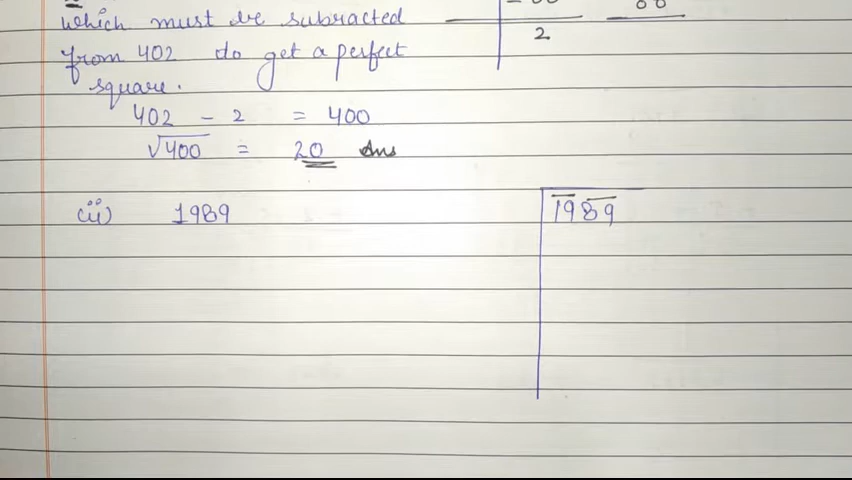 which must be subracted
from 402 do get a perfect
square.
402 - 2 = 400
√400 = 20 Ans
2
(ii) 1989
1989